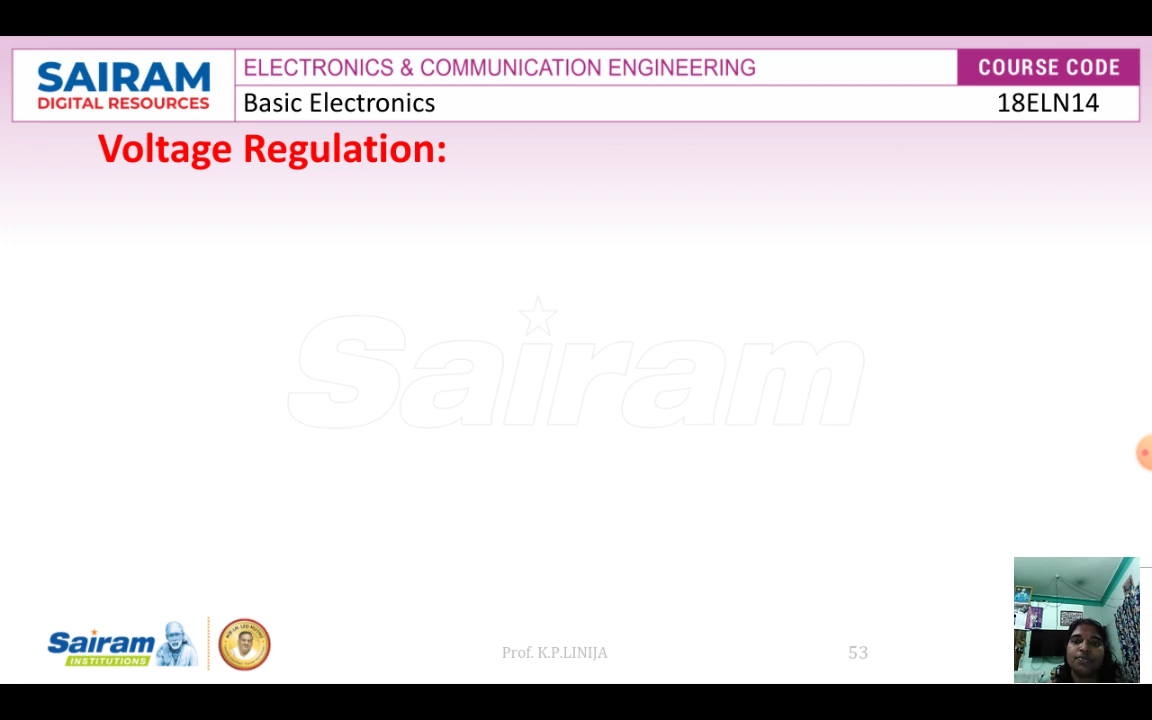 SAIRAM
DIGITAL RESOURCES
ELECTRONICS & COMMUNICATION ENGINEERING
COURSE CODE
Basic Electronics
18ELN14
Voltage Regulation:
Sairam
Sairam
INSTITUTIONS
Prof. K.P.LINIJA
53